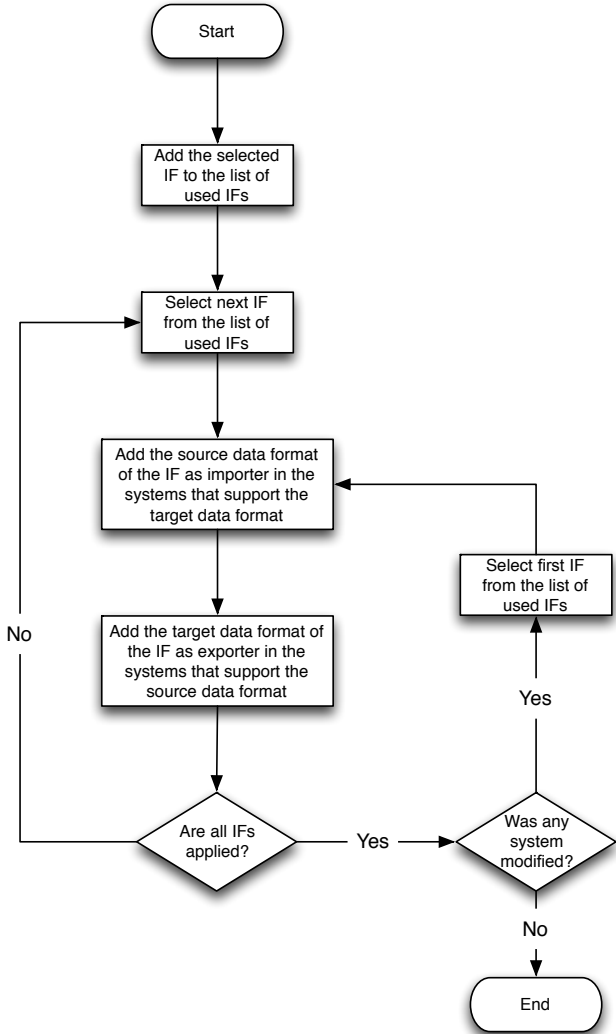 Start
Add the selected
IF to the list of
used IFs
Select next IF
from the list of
used IFs
Add the source data format
of the IF as importer in the
systems that support the
target data format
Select first IF
from the list of
used IFs
No
Add the target data format of
the IF as exporter in the
systems that support the
source data format
Yes
Are all IFs
applied?
Yes
Was any
system
modified?
No
End